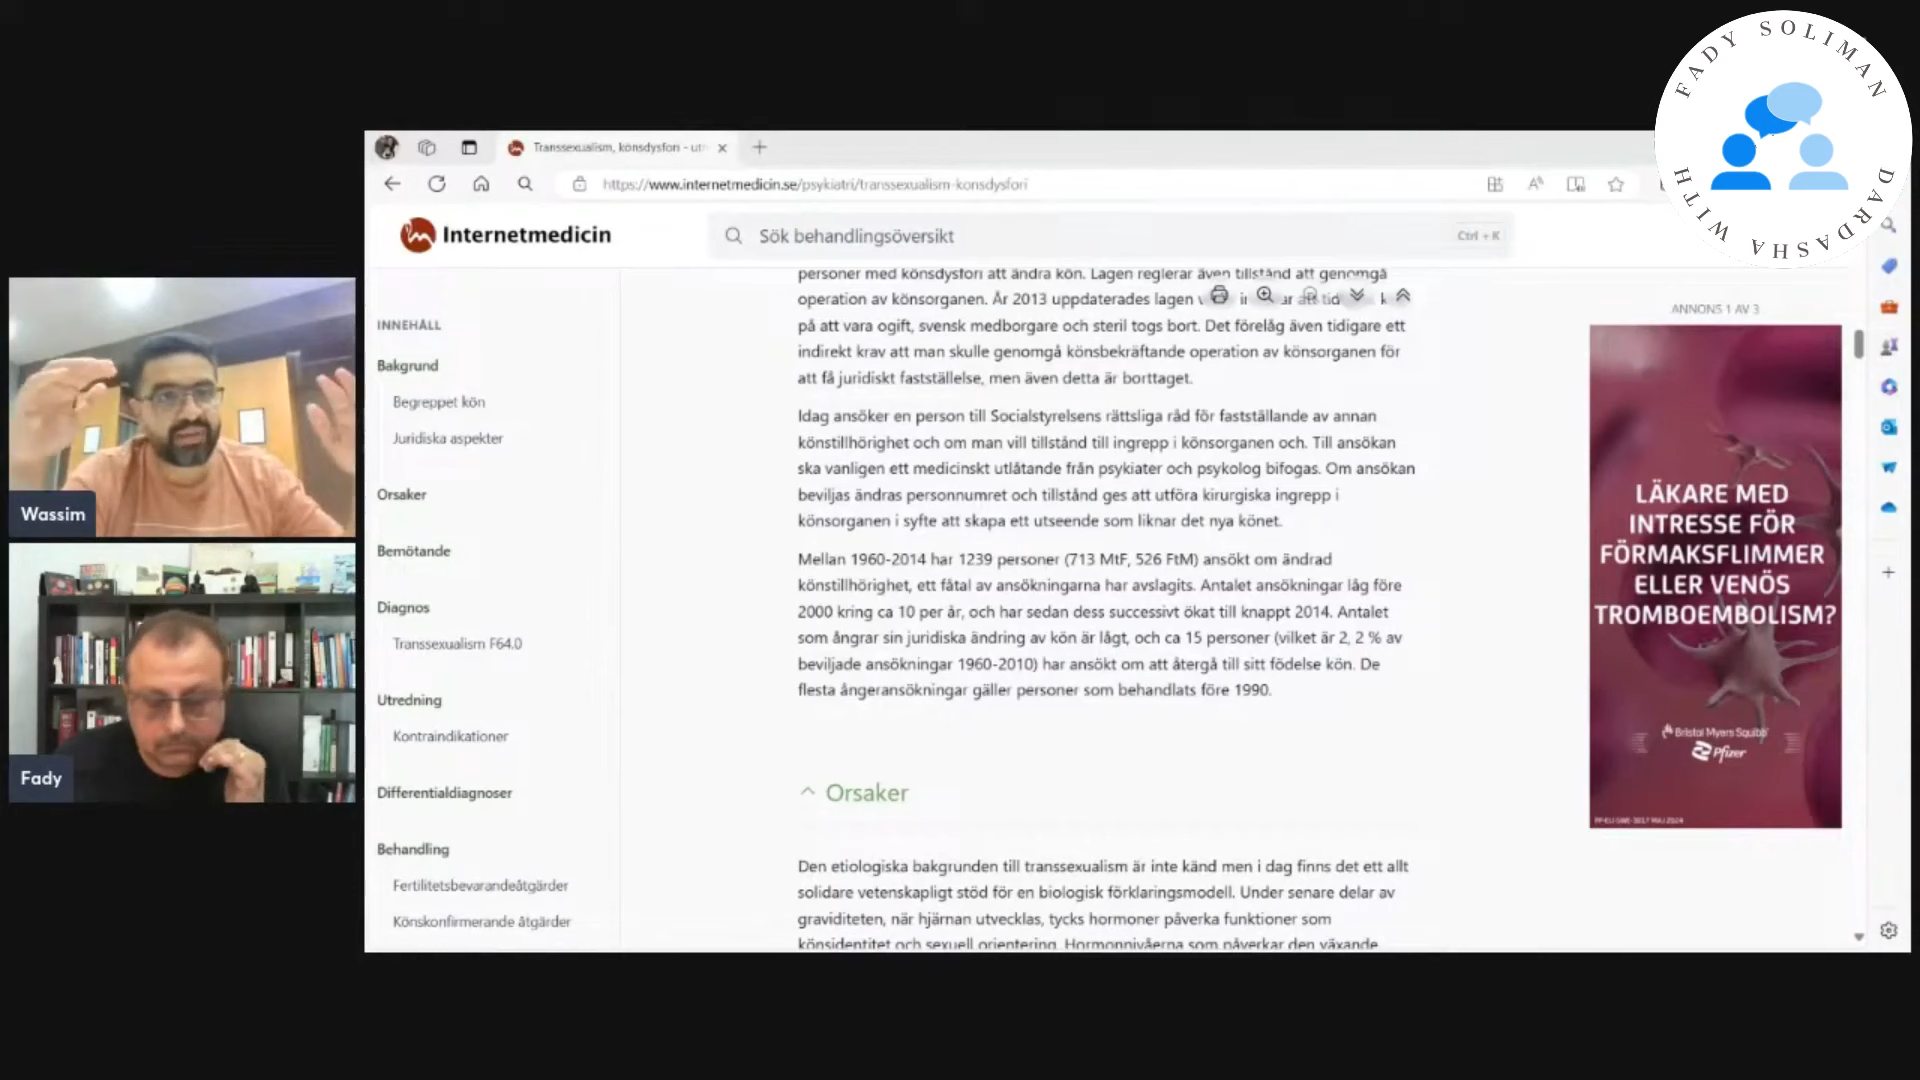 FADY SOLIMAN
DARDASHA WITH
Transsexualism, könsdysfori - ut
https://www.internetmedicin.se/psykiatri/transsexualism-konsdysfori
Internetmedicin
Sök behandlingsöversikt
Ctrl + K
INNEHÅLL
Bakgrund
Begreppet kön
Juridiska aspekter
Orsaker
Bemötande
Diagnos
Transsexualism F64.0
Utredning
Kontraindikationer
Differentialdiagnoser
Behandling
Fertilitetsbevarandeåtgärder
Könskonfirmerande åtgärder
personer med könsdysfori att ändra kön. Lagen reglerar även tillstånd att genomgå
operation av könsorganen. År 2013 uppdaterades lagen
på att vara ogift, svensk medborgare och steril togs bort. Det förelåg även tidigare ett
indirekt krav att man skulle genomgå könsbekräftande operation av könsorganen för
att få juridiskt fastställelse, men även detta är borttaget.
Idag ansöker en person till Socialstyrelsens rättsliga råd för fastställande av annan
könstillhörighet och om man vill tillstånd till ingrepp i könsorganen och. Till ansökan
ska vanligen ett medicinskt utlåtande från psykiater och psykolog bifogas. Om ansökan
beviljas ändras personnumret och tillstånd ges att utföra kirurgiska ingrepp i
könsorganen i syfte att skapa ett utseende som liknar det nya könet.
Mellan 1960-2014 har 1239 personer (713 MtF, 526 FtM) ansökt om ändrad
könstillhörighet, ett fåtal av ansökningarna har avslagits. Antalet ansökningar låg före
2000 kring ca 10 per år, och har sedan dess successivt ökat till knappt 2014. Antalet
som ångrar sin juridiska ändring av kön är lågt, och ca 15 personer (vilket är 2, 2 % av
beviljade ansökningar 1960-2010) har ansökt om att återgå till sitt födelse kön. De
flesta ångeransökningar gäller personer som behandlats före 1990.
Orsaker
Den etiologiska bakgrunden till transsexualism är inte känd men i dag finns det ett allt
solidare vetenskapligt stöd för en biologisk förklaringsmodell. Under senare delar av
graviditeten, när hjärnan utvecklas, tycks hormoner påverka funktioner som
könsidentitet och sexuell orientering. Hormonnivåerna som påverkar den växande
ANNONS 1 AV 3
LÄKARE MED
INTRESSE FÖR
FÖRMAKSFLIMMER
ELLER VENÖS
TROMBOEMBOLISM?
Bristol Myers Squibb
Pfizer
Wassim
Fady